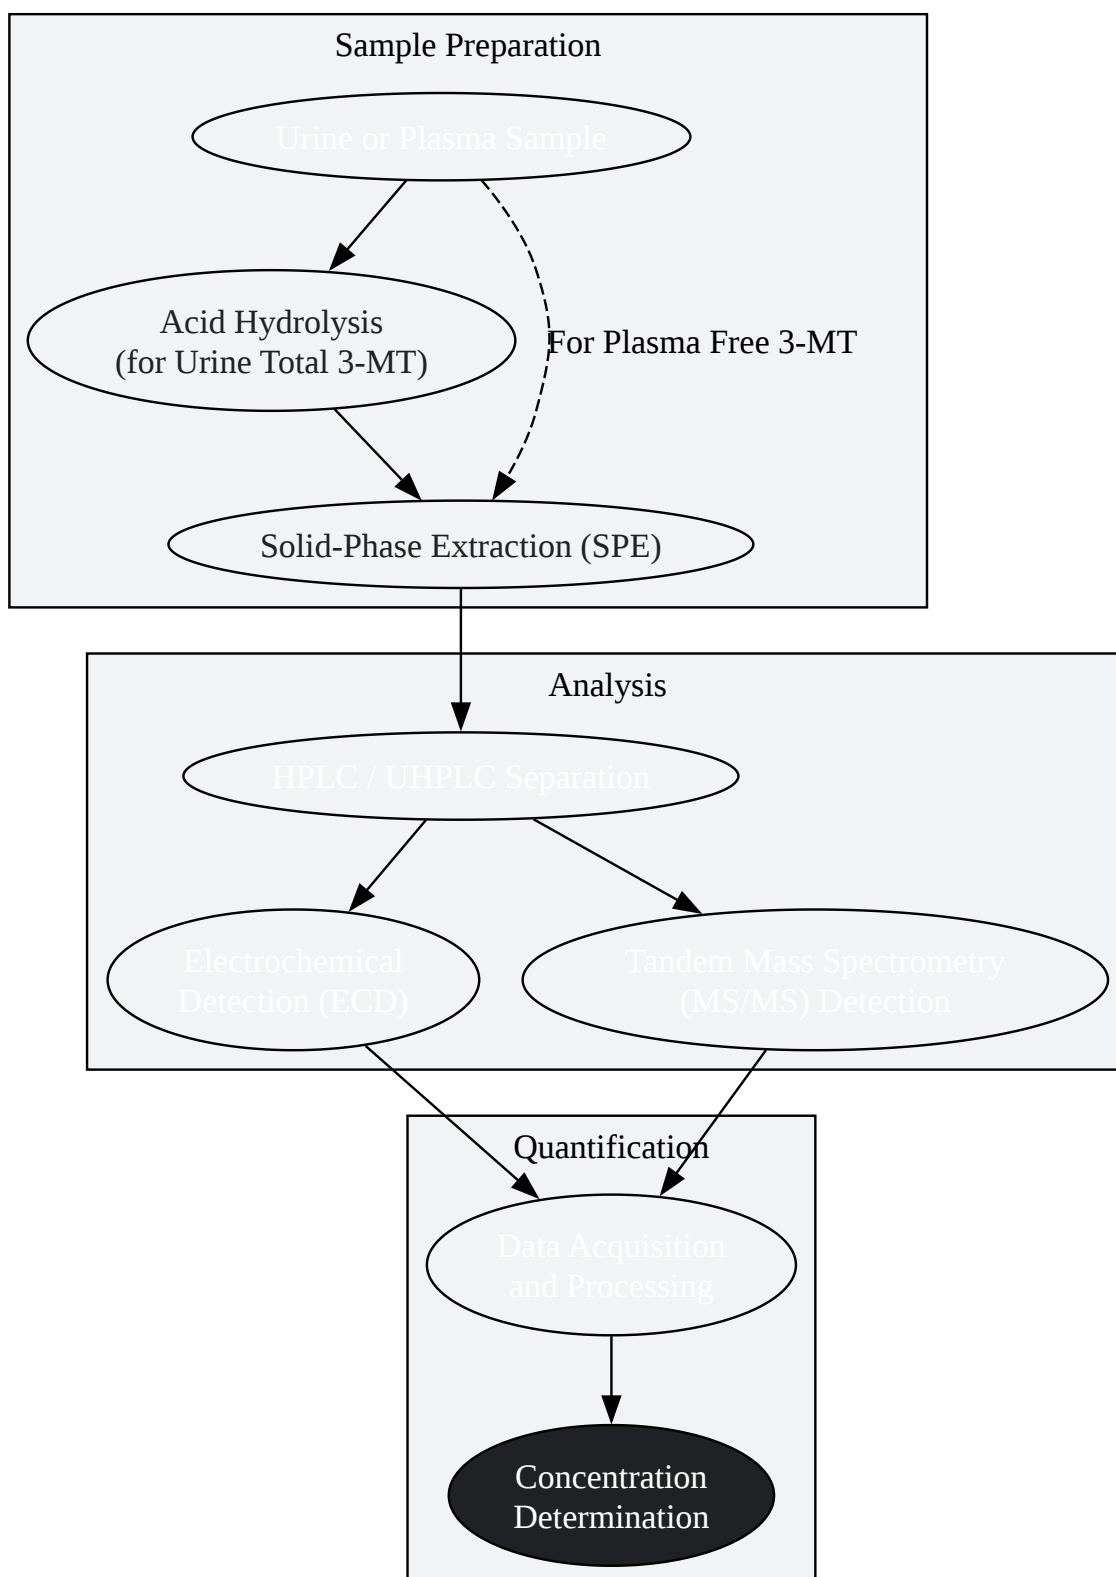 Sample Preparation
Urine or Plasma Sample
Acid Hydrolysis
(for Urine Total 3-MT)
For Plasma Free 3-MT
Solid-Phase Extraction (SPE)
Analysis
HPLC / UHPLC Separation
Electrochemical
Detection (ECD)
Tandem Mass Spectrometry
(MS/MS) Detection
Quantification
Data Acquisition
and Processing
Concentration
Determination